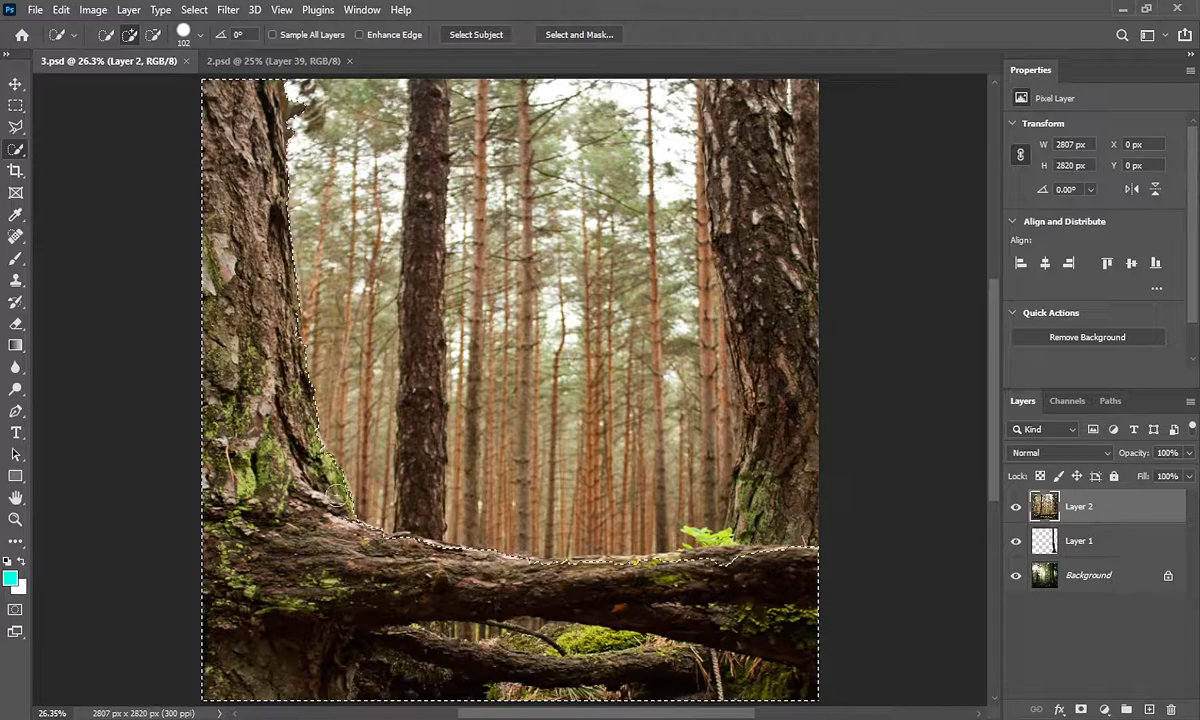 Ps File Edit Image Layer Type Select Filter 3D View Plugins Window Help
102 0° Sample All Layers Enhance Edge Select Subject Select and Mask...
3.psd @ 26.3% (Layer 2, RGB/8) × 2.psd @ 25% (Layer 39, RGB/8) ×
Properties
Pixel Layer
Transform
W 2807 px X 0 px
H 2820 px Y 0 px
0.00°
Align and Distribute
Align:
Quick Actions
Remove Background
Layers Channels Paths
Kind
Normal Opacity: 100%
Lock: Fill: 100%
Layer 2
Layer 1
Background
26.35% 2807 px x 2820 px (300 ppi)